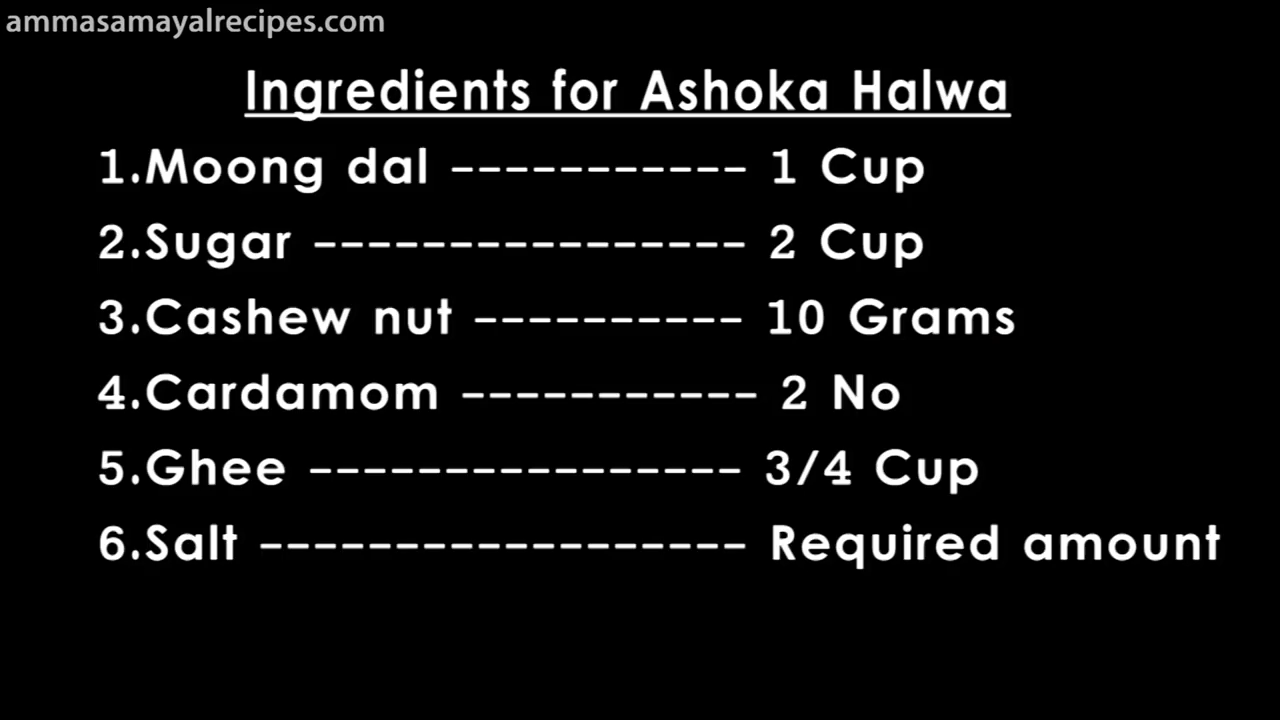 ammasamayalrecipes.com
Ingredients for Ashoka Halwa
1.Moong dal ----------- 1 Cup
2.Sugar ---------------- 2 Cup
3.Cashew nut ---------- 10 Grams
4.Cardamom ----------- 2 No
5.Ghee ---------------- 3/4 Cup
6.Salt ------------------ Required amount